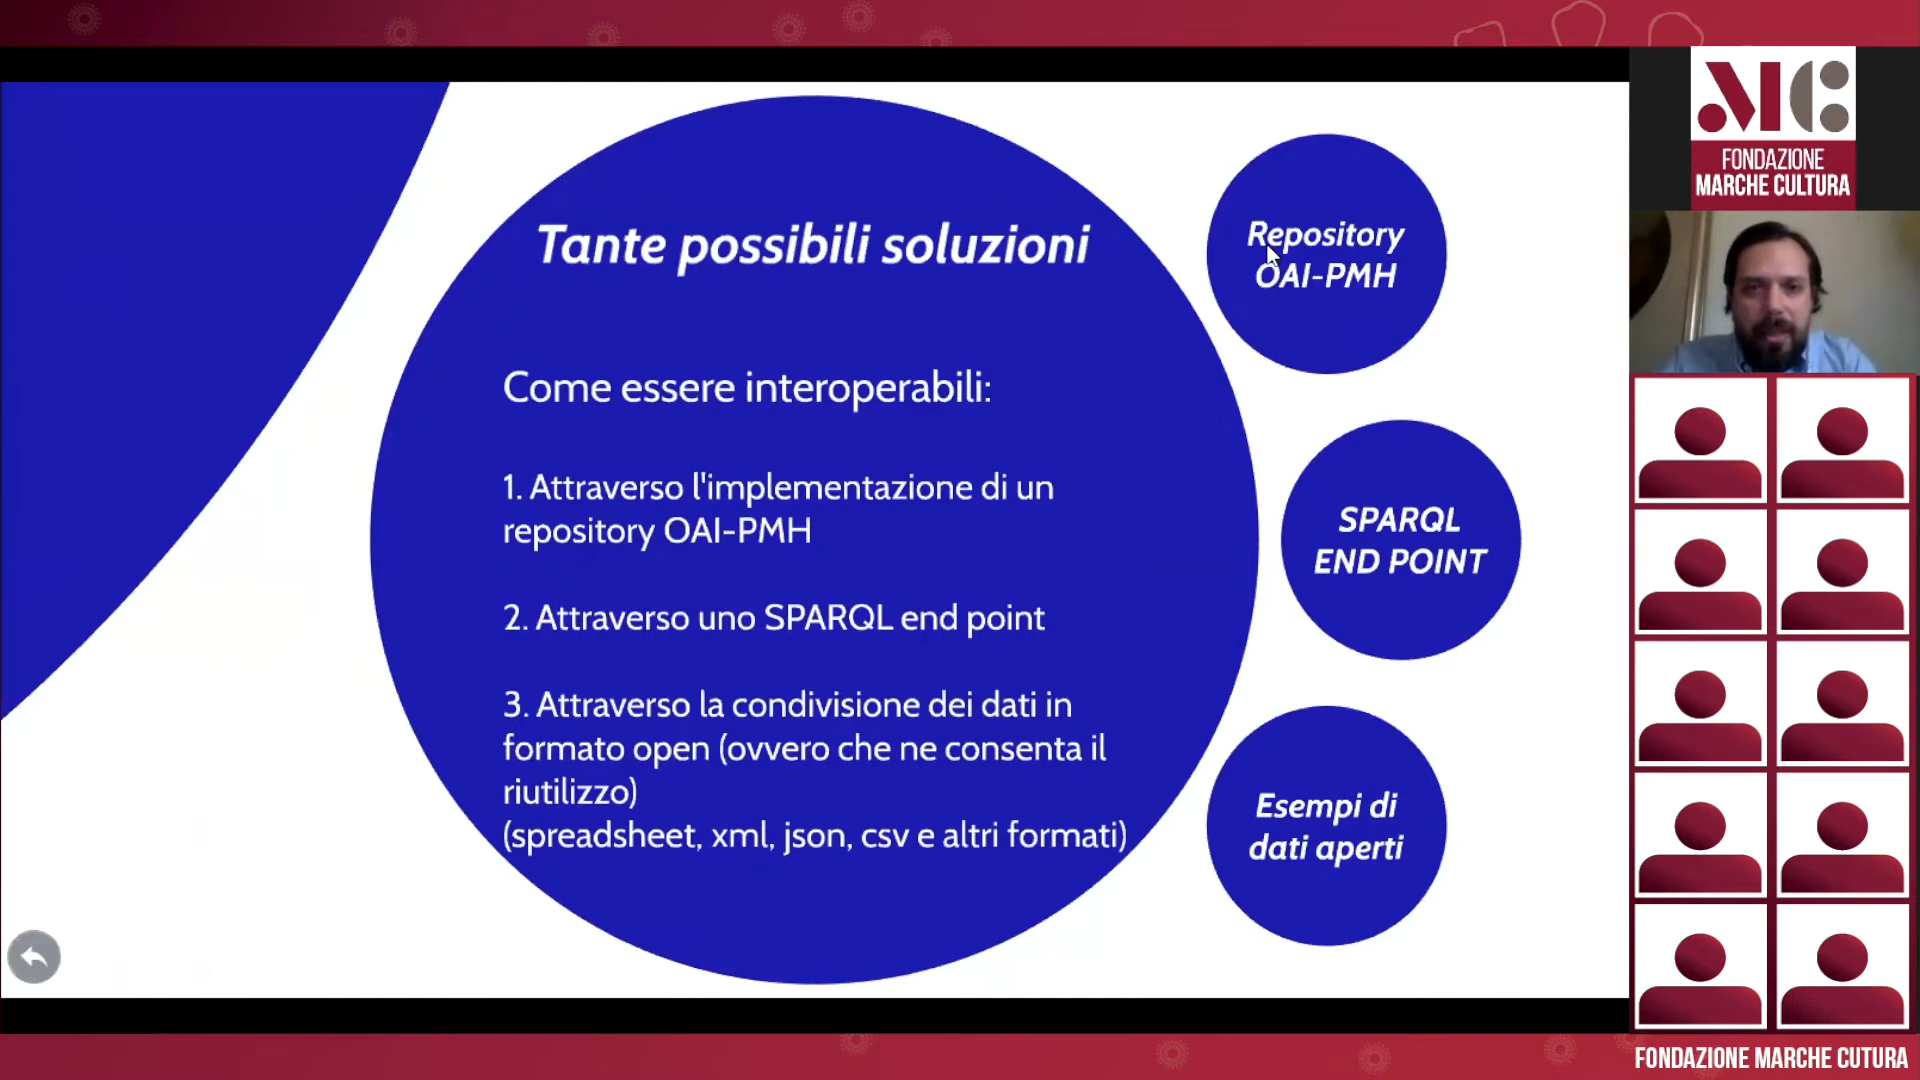 Tante possibili soluzioni
Come essere interoperabili:
1. Attraverso l'implementazione di un
repository OAI-PMH
2. Attraverso uno SPARQL end point
3. Attraverso la condivisione dei dati in
formato open (ovvero che ne consenta il
riutilizzo)
(spreadsheet, xml, json, csv e altri formati)
Repository
OAI-PMH
SPARQL
END POINT
Esempi di
dati aperti
MC
FONDAZIONE
MARCHE CULTURA
FONDAZIONE MARCHE CUTURA